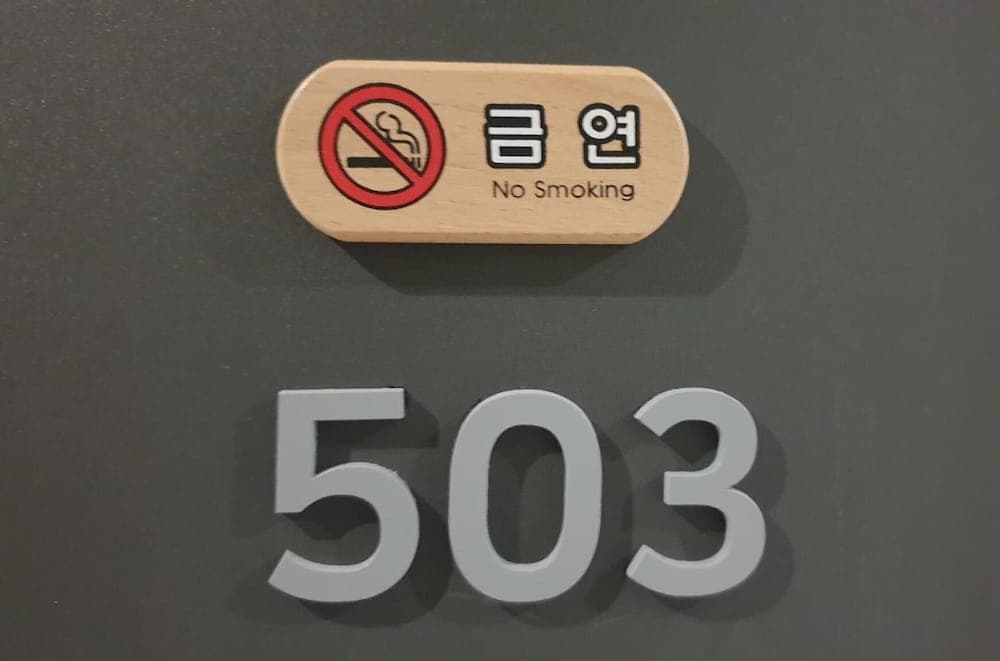 금 연
No Smoking
503